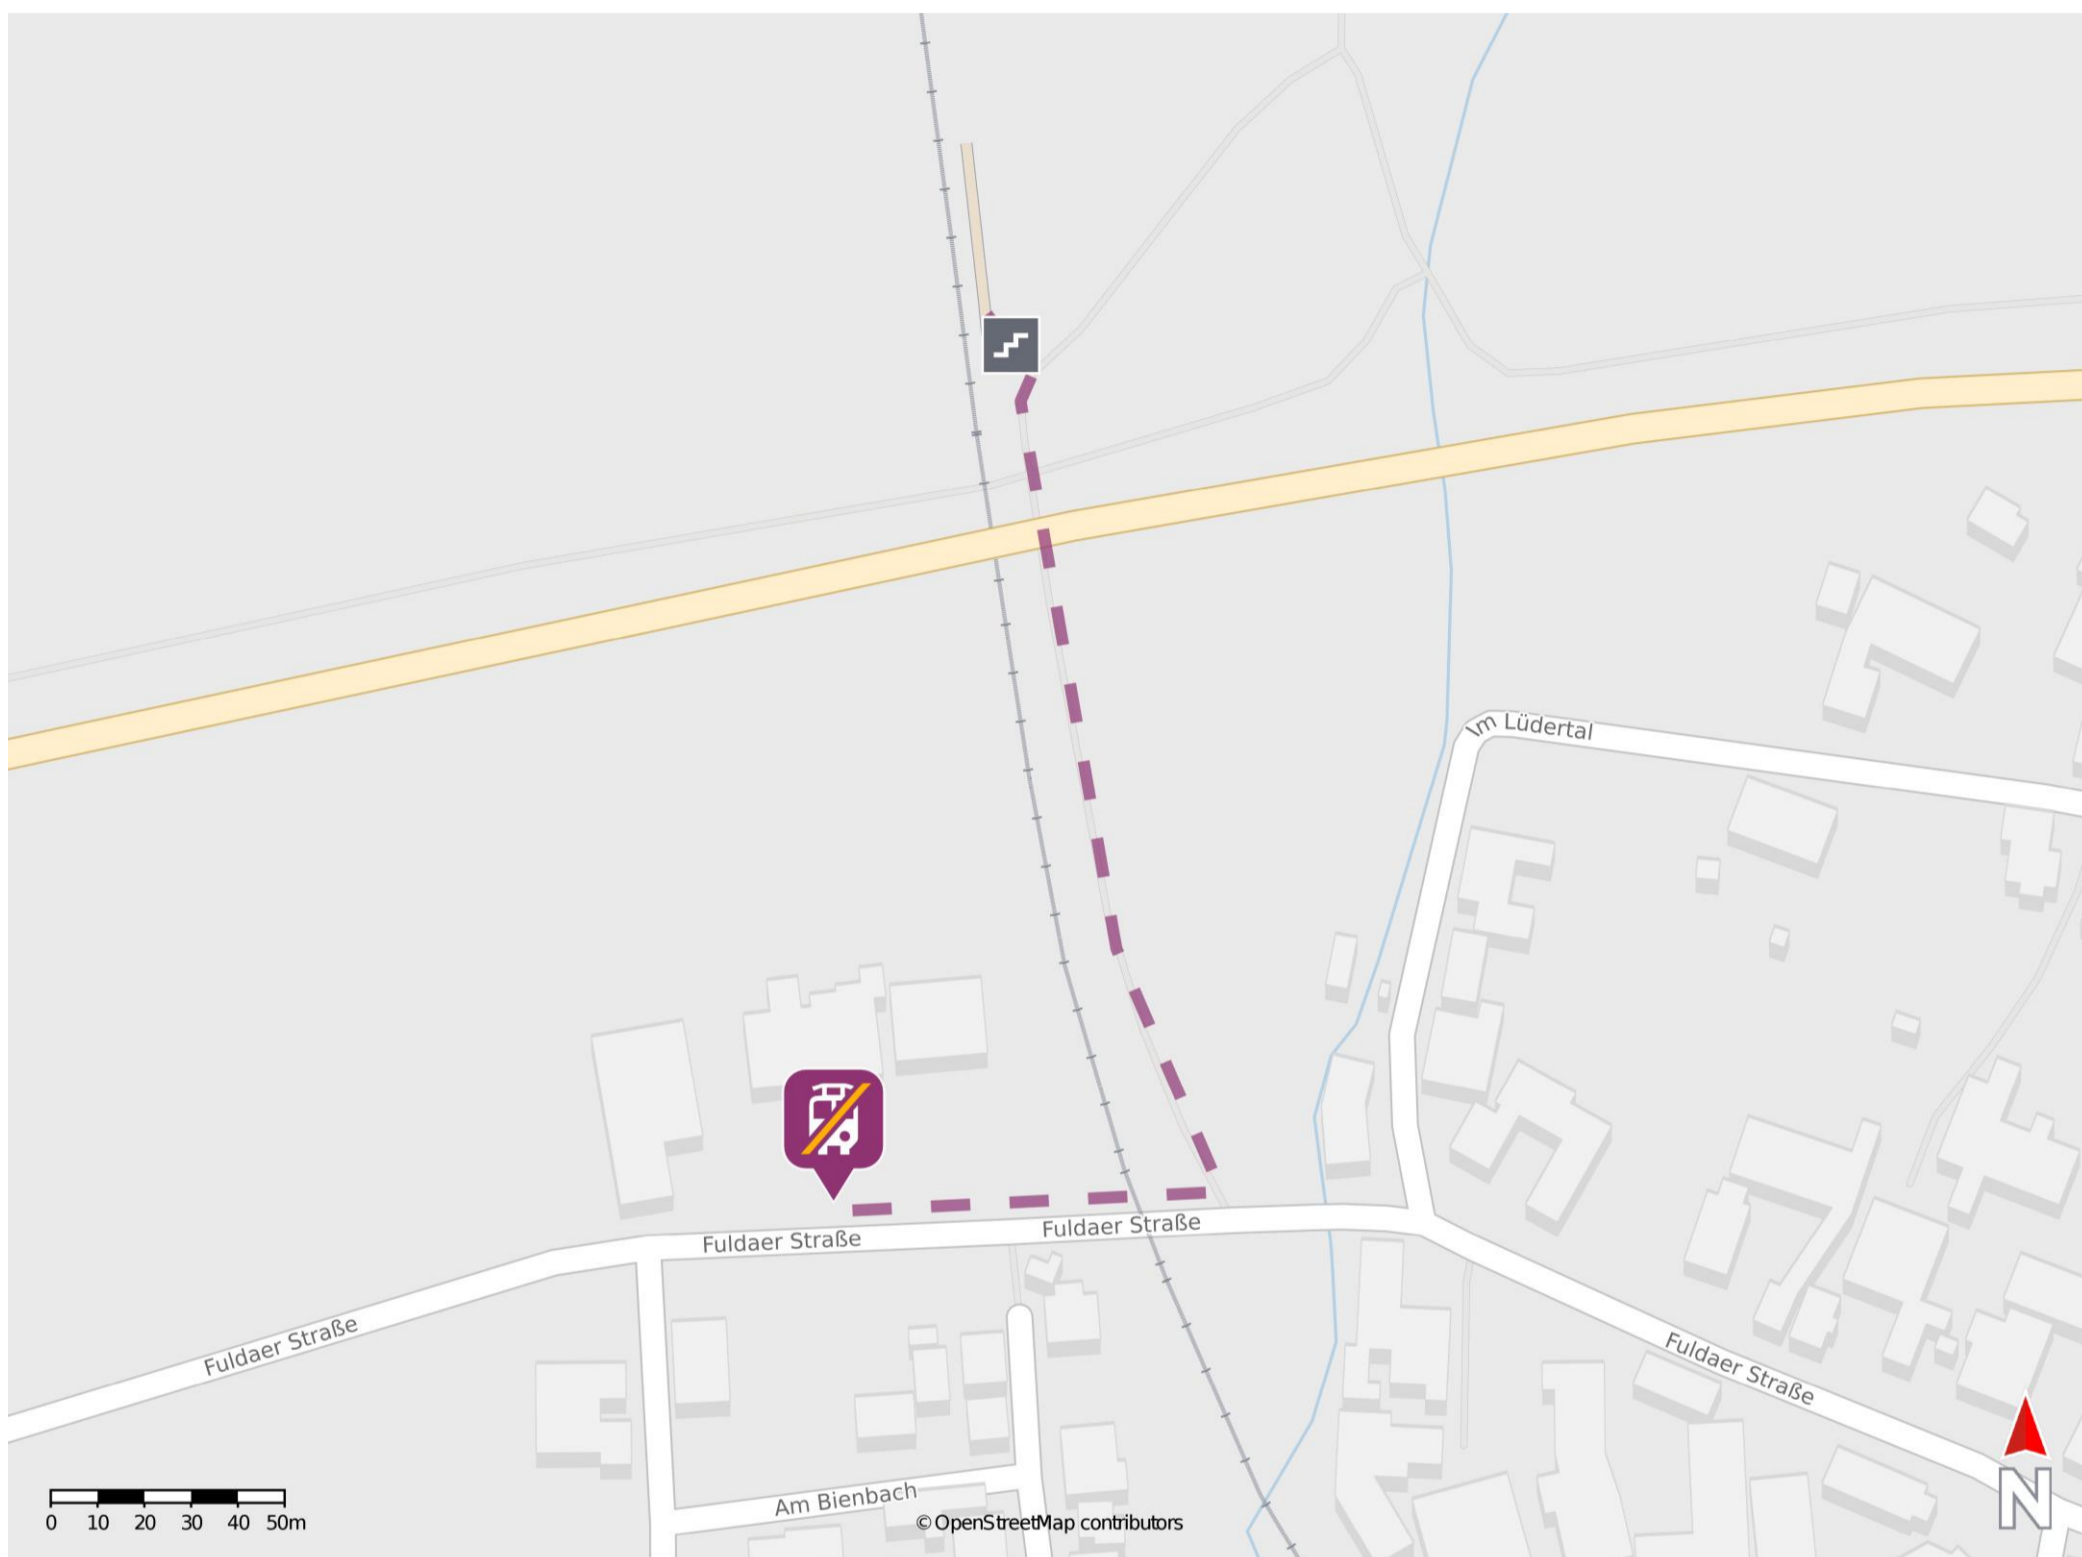 Im Lüdertal
Fuldaer Straße
Fuldaer Straße
Fuldaer Straße
Fuldaer Straße
Am Bienbach
0 10 20 30 40 50m
© OpenStreetMap contributors
N